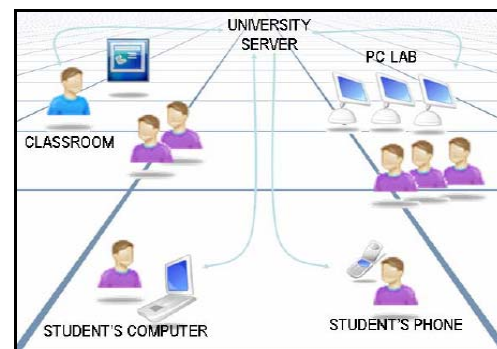 UNIVERSITY
SERVER
PC LAB
CLASSROOM
STUDENT'S COMPUTER
STUDENT'S PHONE